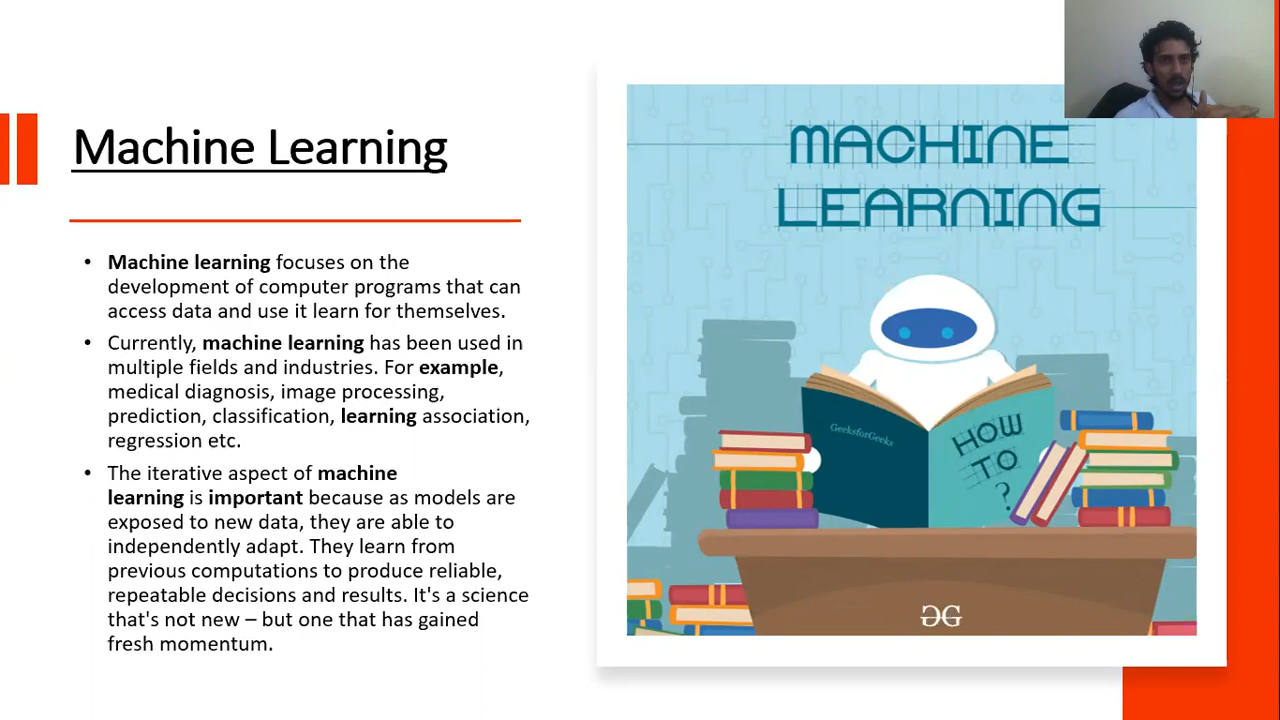 Machine Learning
• Machine learning focuses on the
development of computer programs that can
access data and use it learn for themselves.
• Currently, machine learning has been used in
multiple fields and industries. For example,
medical diagnosis, image processing,
prediction, classification, learning association,
regression etc.
• The iterative aspect of machine
learning is important because as models are
exposed to new data, they are able to
independently adapt. They learn from
previous computations to produce reliable,
repeatable decisions and results. It's a science
that's not new – but one that has gained
fresh momentum.
MACHINE
LEARNING
GeeksforGeeks
HOW
TO
?